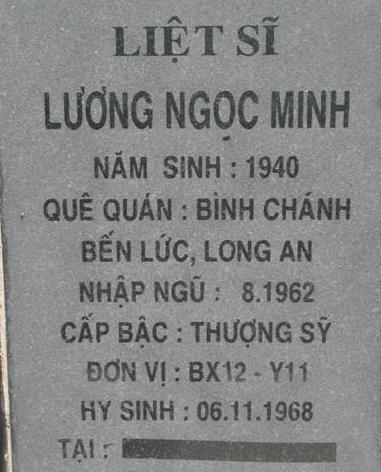 LIỆT SĨ
LƯƠNG NGỌC MINH
NĂM SINH : 1940
QUÊ QUÁN : BÌNH CHÁNH
BẾN LỨC, LONG AN
NHẬP NGŨ : 8.1962
CẤP BẬC : THƯỢNG SỸ
ĐƠN VỊ : BX12 - Y11
HY SINH : 06.11.1968
TẠI :